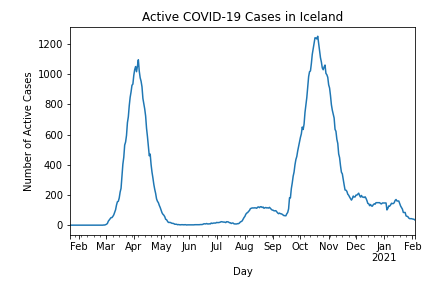 Active COVID-19 Cases in Iceland
1200
1000
800
600
400
200
0
Number of Active Cases
Feb Mar Apr May Jun Jul Aug Sep Oct Nov Dec Jan Feb
2021
Day